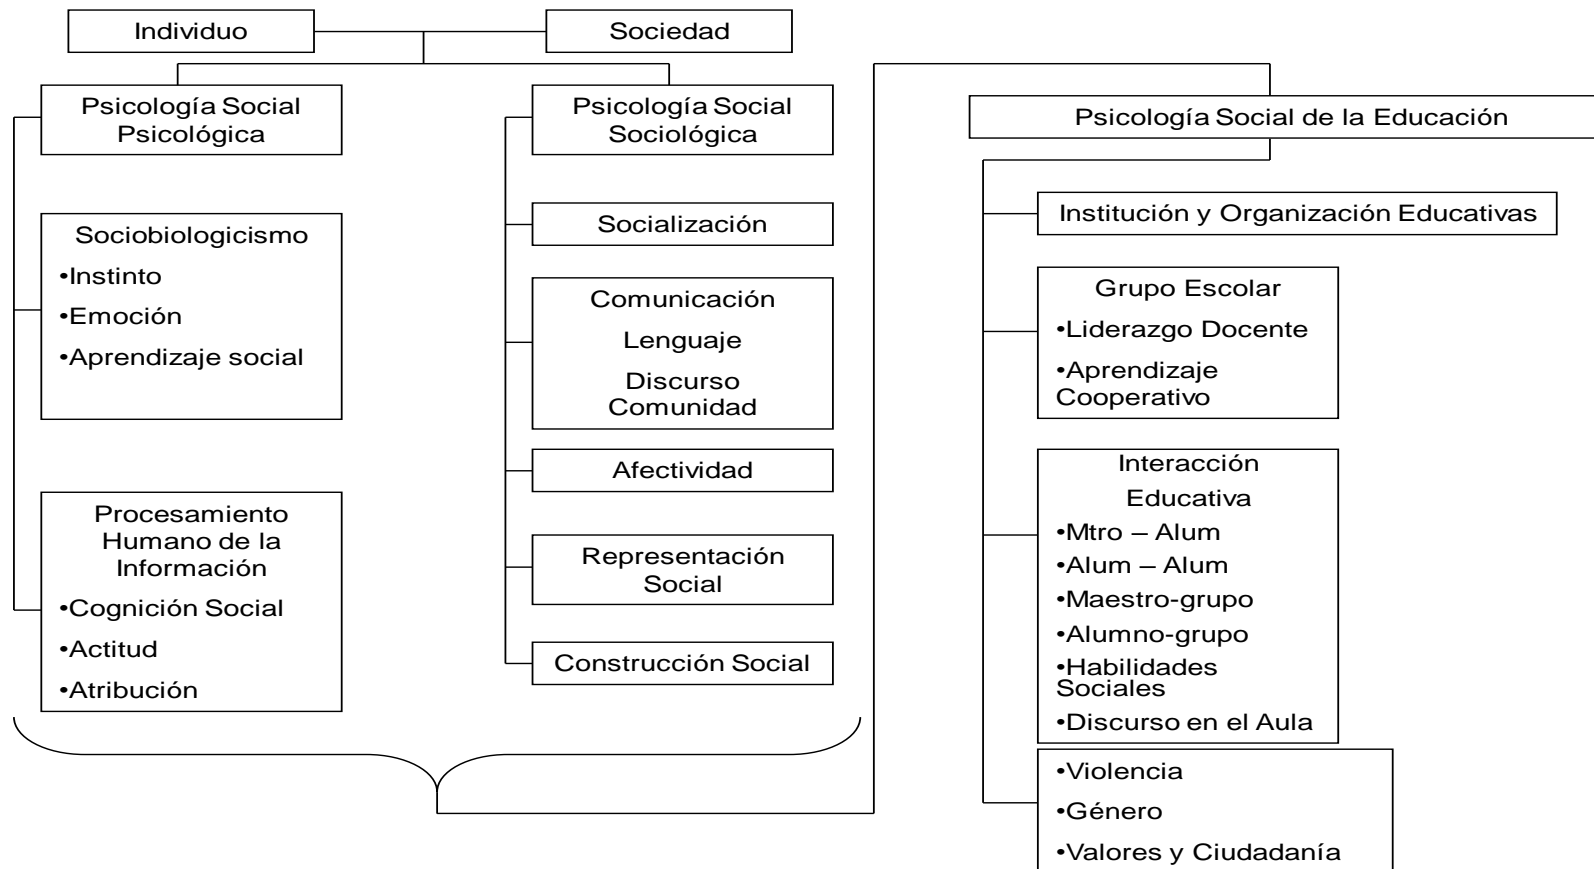 Individuo
Sociedad
Psicología Social
Psicológica
Sociobiologicismo
•Instinto
•Emoción
•Aprendizaje social
Procesamiento
Humano de la
Información
•Cognición Social
•Actitud
•Atribución
Psicología Social
Sociológica
Socialización
Comunicación
Lenguaje
Discurso
Comunidad
Afectividad
Representación
Social
Construcción Social
Psicología Social de la Educación
Institución y Organización Educativas
Grupo Escolar
•Liderazgo Docente
•Aprendizaje
Cooperativo
Interacción
Educativa
•Mtro – Alum
•Alum – Alum
•Maestro-grupo
•Alumno-grupo
•Habilidades
Sociales
•Discurso en el Aula
•Violencia
•Género
•Valores y Ciudadanía